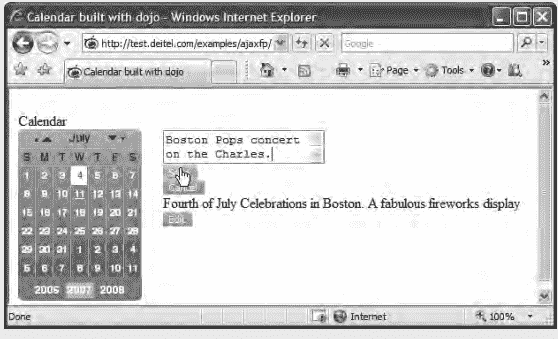 Calendar built with dojo - Windows Internet Explorer
http://test.deitel.com/examples/ajaxfp/
Google
Calendar built with dojo
Page Tools
Calendar
July
S M T W T F S
1 2 3 4 5 6 7
8 9 10 11 12 13 14
15 16 17 18 19 20 21
22 23 24 25 26 27 28
29 30 31 1 2 3 4
5 6 7 8 9 10 11
2006 2007 2008
Boston Pops concert
on the Charles.
Cancel
Fourth of July Celebrations in Boston. A fabulous fireworks display
Edit
Done Internet 100%